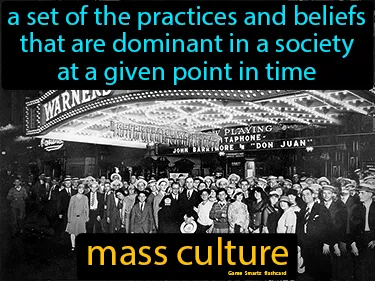 a set of the practices and beliefs
that are dominant in a society
at a given point in time
WARNER
NOW PLAYING
VITAPHONE
JOHN BARRYMORE IN "DON JUAN"
mass culture
Game Smartz flashcard